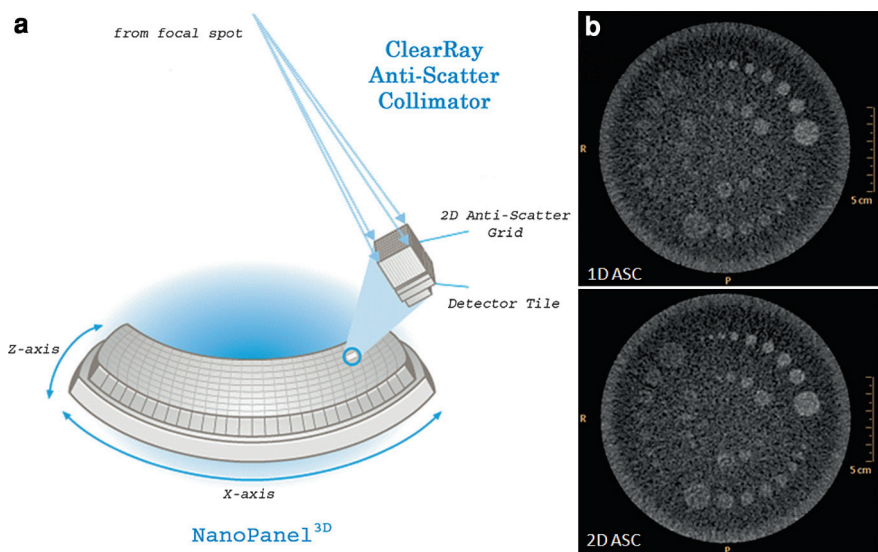 a
from focal spot
ClearRay
Anti-Scatter
Collimator
2D Anti-Scatter
Grid
Detector Tile
Z-axis
X-axis
NanoPanel3D
b
R
5 cm
1D ASC
P
R
5 cm
2D ASC
P